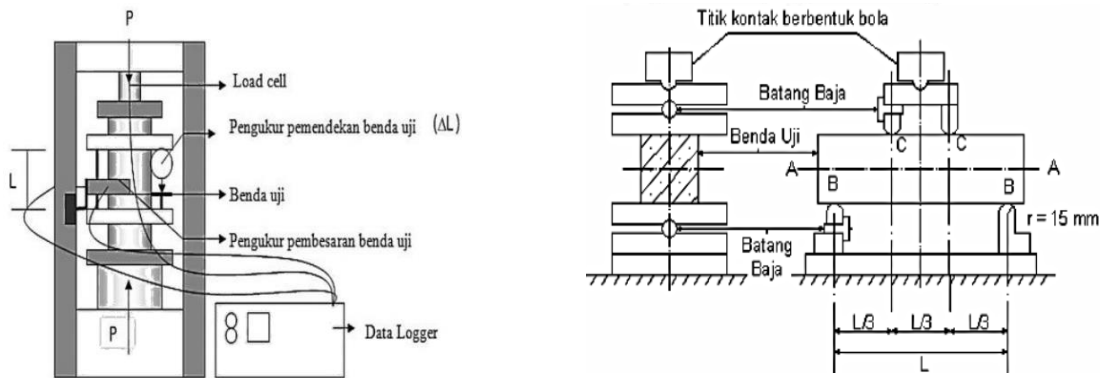 P
Load cell
Pengukur pemendekan benda uji (ΔL)
L
Benda uji
Pengukur pembesaran benda uji
P
Data Logger
Titik kontak berbentuk bola
Batang Baja
Benda Uji
C C
A A
B B
r = 15 mm
Batang
Baja
L/3 L/3 L/3
L